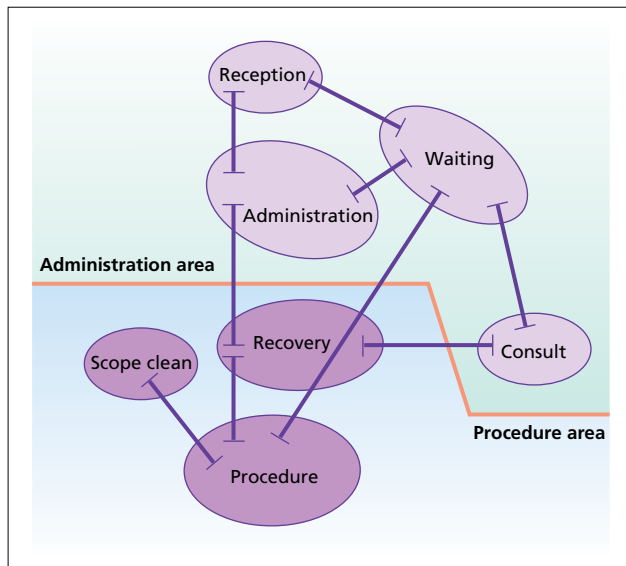 Reception
Waiting
Administration
Administration area
Recovery
Scope clean
Consult
Procedure area
Procedure